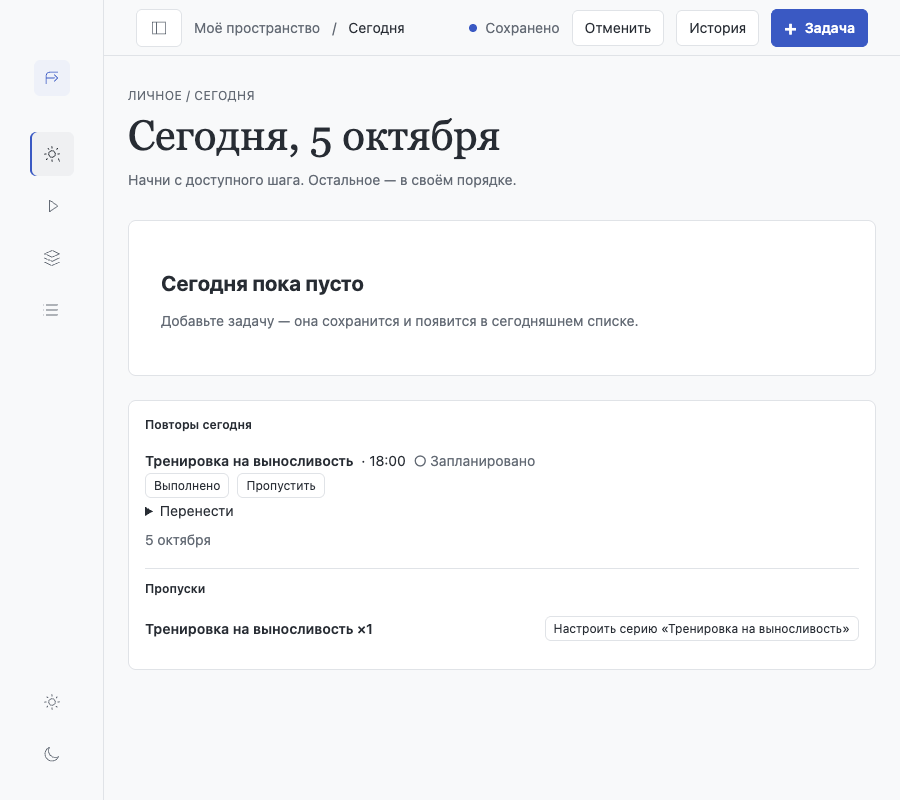 Моё пространство / Сегодня
Сохранено
Отменить
История
+ Задача
ЛИЧНОЕ / СЕГОДНЯ
Сегодня, 5 октября
Начни с доступного шага. Остальное — в своём порядке.
Сегодня пока пусто
Добавьте задачу — она сохранится и появится в сегодняшнем списке.
Повторы сегодня
Тренировка на выносливость · 18:00 Запланировано
Выполнено
Пропустить
Перенести
5 октября
Пропуски
Тренировка на выносливость ×1
Настроить серию «Тренировка на выносливость»